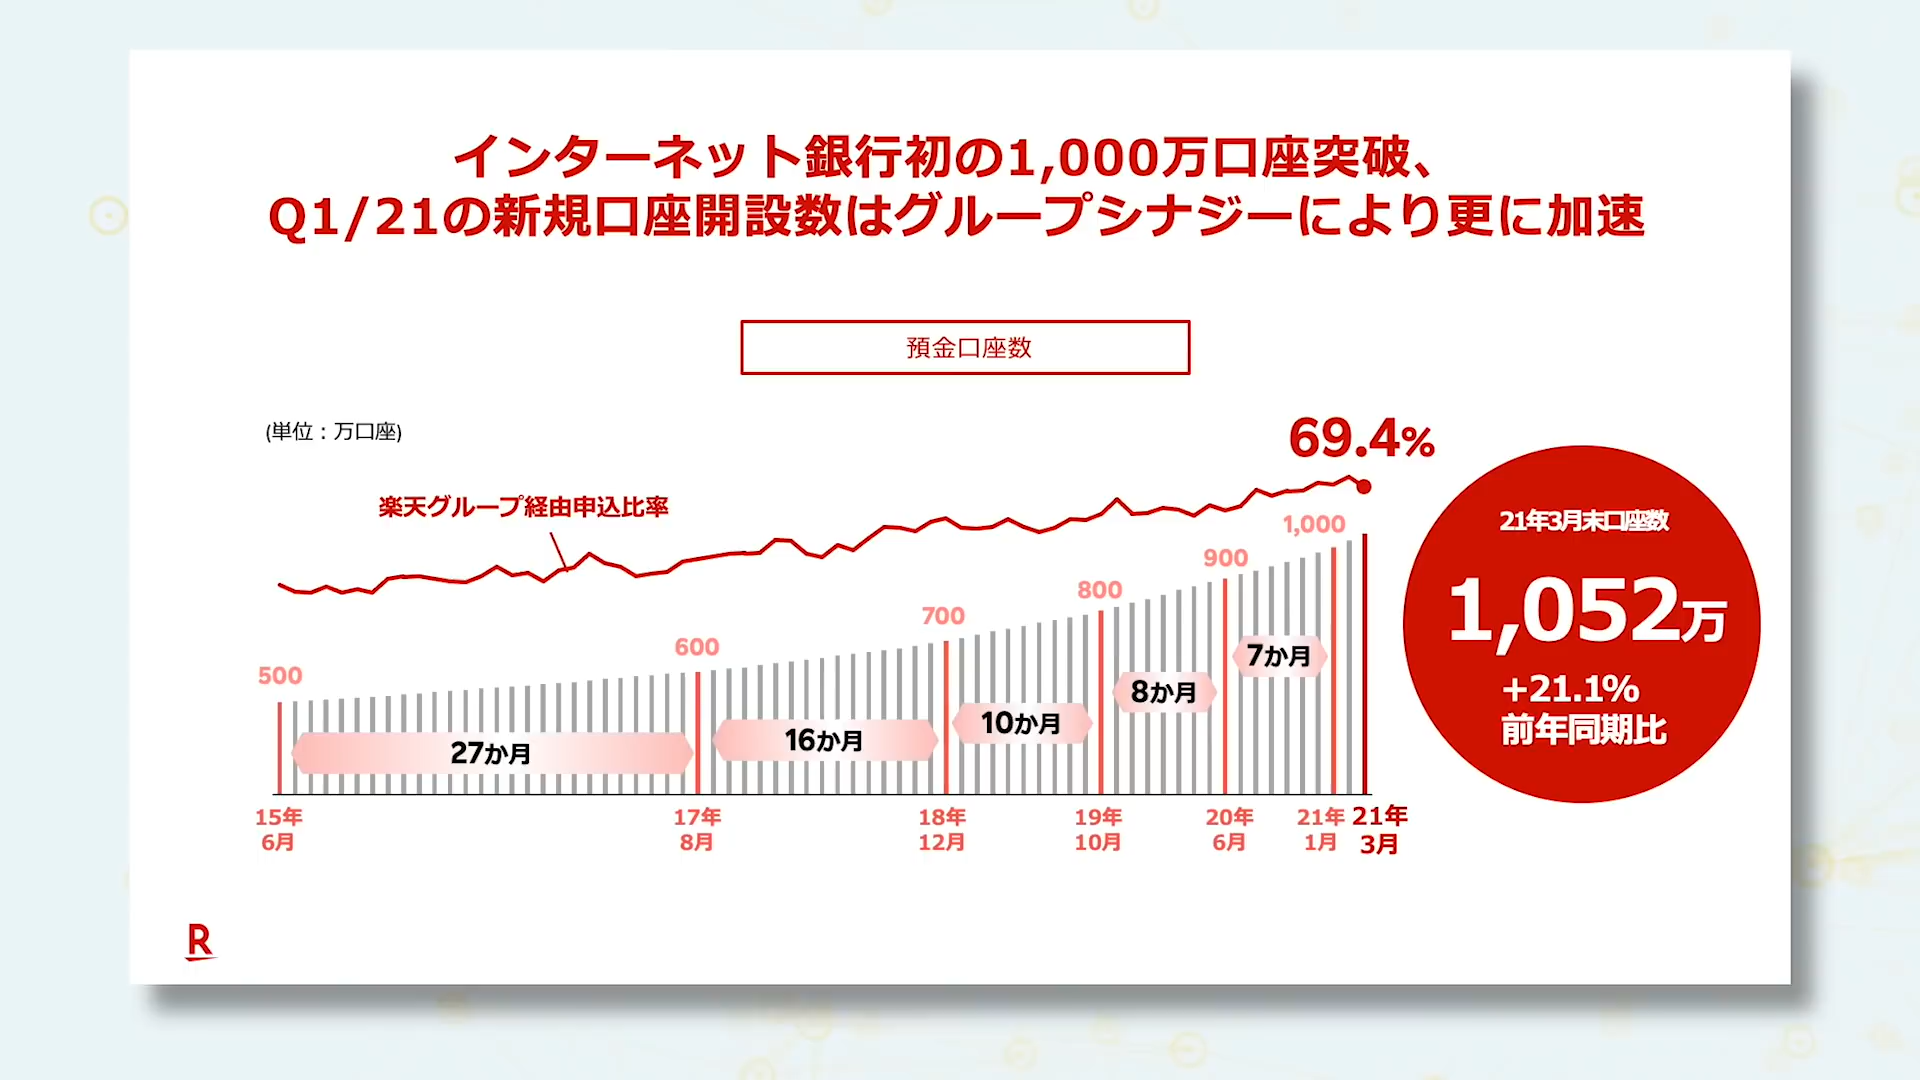 インターネット銀行初の1,000万口座突破、
Q1/21の新規口座開設数はグループシナジーにより更に加速
預金口座数
(単位：万口座)
69.4%
楽天グループ経由申込比率
21年3月末口座数
1,052万
+21.1%
前年同期比
500
600
700
800
900
1,000
27か月
16か月
10か月
8か月
7か月
15年
6月
17年
8月
18年
12月
19年
10月
20年
6月
21年
1月
21年
3月
R